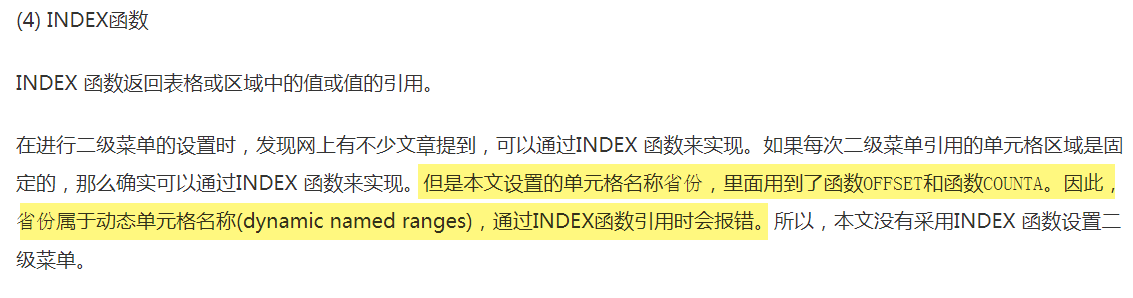 (4) INDEX函数
INDEX 函数返回表格或区域中的值或值的引用。
在进行二级菜单的设置时，发现网上有不少文章提到，可以通过INDEX 函数来实现。如果每次二级菜单引用的单元格区域是固
定的，那么确实可以通过INDEX 函数来实现。但是本文设置的单元格名称省份，里面用到了函数OFFSET和函数COUNTA。因此，
省份属于动态单元格名称(dynamic named ranges)，通过INDEX函数引用时会报错。所以，本文没有采用INDEX 函数设置二
级菜单。